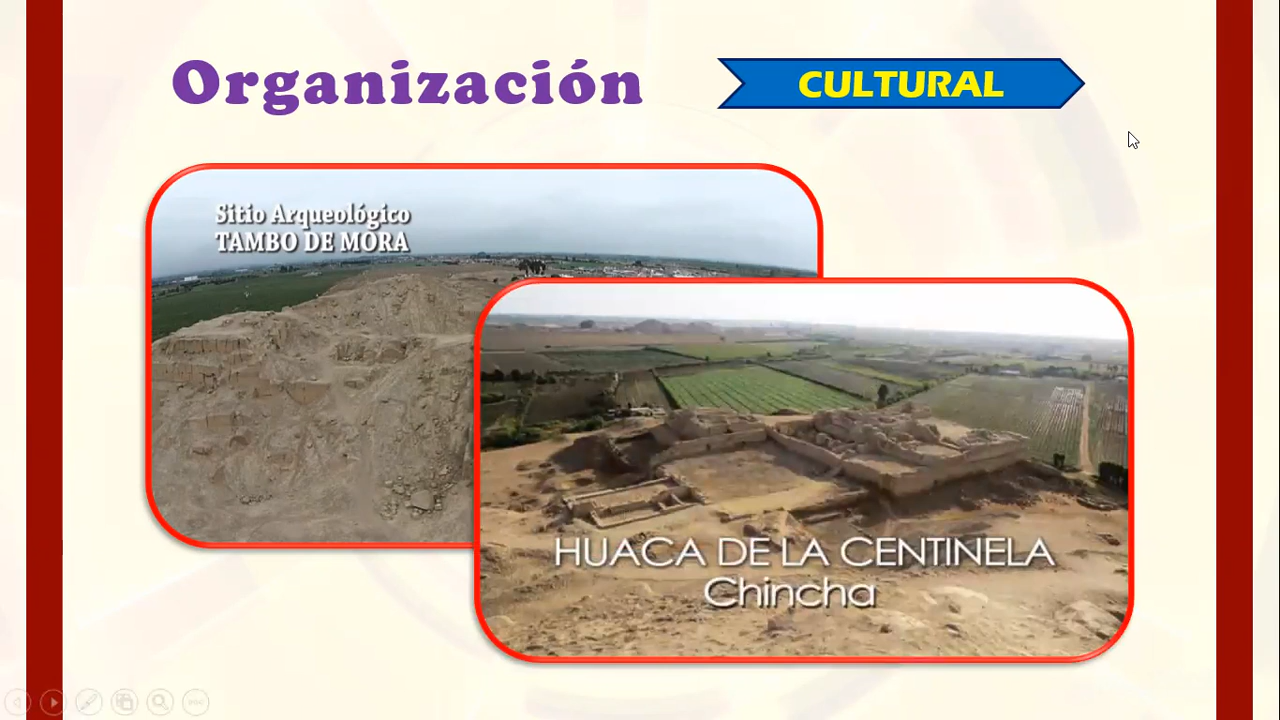 Organización
CULTURAL
Sitio Arqueológico
TAMBO DE MORA
HUACA DE LA CENTINELA
Chincha